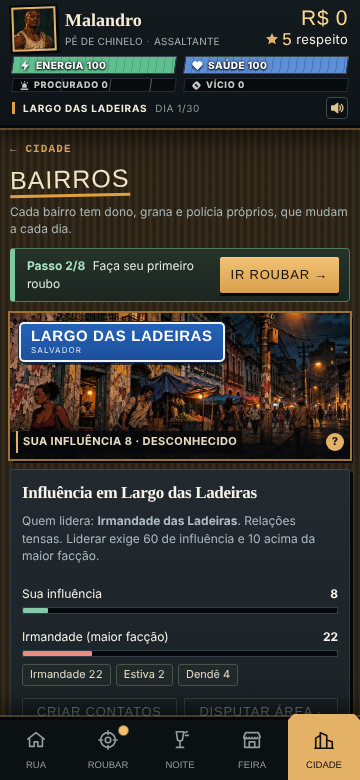 Malandro
R$ 0
PÉ DE CHINELO · ASSALTANTE
5 respeito
ENERGIA 100
SAÚDE 100
PROCURADO 0
VÍCIO 0
LARGO DAS LADEIRAS DIA 1/30
← CIDADE
BAIRROS
Cada bairro tem dono, grana e polícia próprios, que mudam
a cada dia.
Passo 2/8 Faça seu primeiro
roubo
IR ROUBAR →
LARGO DAS LADEIRAS
SALVADOR
SUA INFLUÊNCIA 8 · DESCONHECIDO
?
Influência em Largo das Ladeiras
Quem lidera: Irmandade das Ladeiras. Relações
tensas. Liderar exige 60 de influência e 10 acima da
maior facção.
Sua influência 8
Irmandade (maior facção) 22
Irmandade 22 Estiva 2 Dendê 4
CRIAR CONTATOS DISPUTAR ÁREA ·
RUA
ROUBAR
NOITE
FEIRA
CIDADE